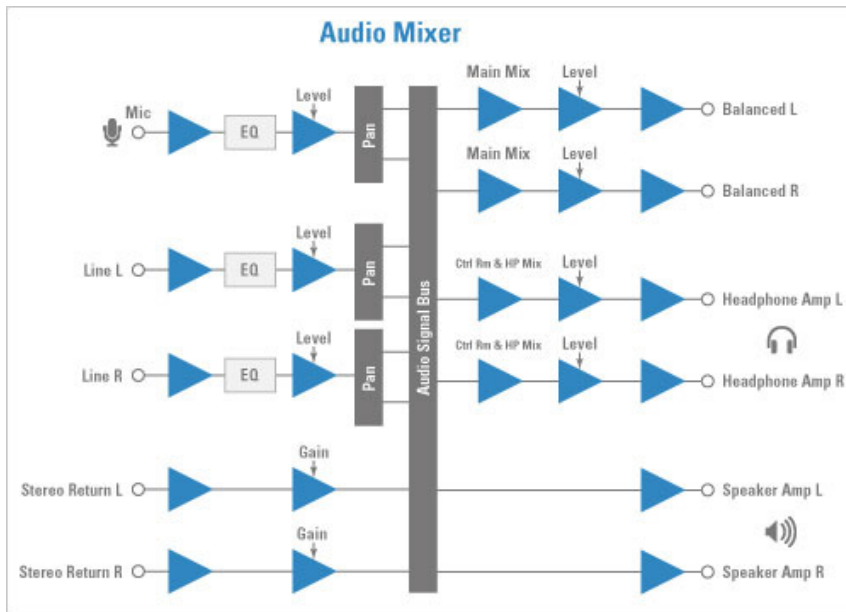 Audio Mixer
Mic
EQ
Level
Pan
Line L
EQ
Level
Pan
Line R
EQ
Level
Pan
Stereo Return L
Gain
Stereo Return R
Gain
Audio Signal Bus
Main Mix
Level
Balanced L
Main Mix
Level
Balanced R
Ctrl Rm & HP Mix
Level
Headphone Amp L
Ctrl Rm & HP Mix
Level
Headphone Amp R
Speaker Amp L
Speaker Amp R